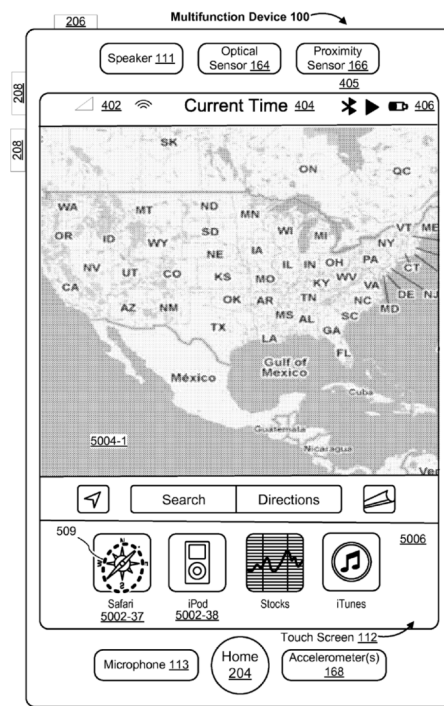 Multifunction Device 100
206
Speaker 111
Optical
Sensor 164
Proximity
Sensor 166
405
208
402
Current Time 404
406
208
SK
ON
QC
WA
MT
ND
MN
OR
ID
SD
WI
MI
VT
ME
WY
NY
IA
NE
NV
UT
CO
IL
IN
OH
PA
CT
CA
KS
MO
KY
WV
VA
NJ
AZ
NM
OK
AR
TN
NC
DE
MD
TX
MS
AL
SC
GA
LA
FL
Gulf of
Mexico
México
Cuba
Guatemala
Nicaragua
5004-1
Ver
Search
Directions
509
5006
N
W
E
S
Safari
5002-37
iPod
5002-38
Stocks
iTunes
Touch Screen 112
Microphone 113
Home
204
Accelerometer(s)
168